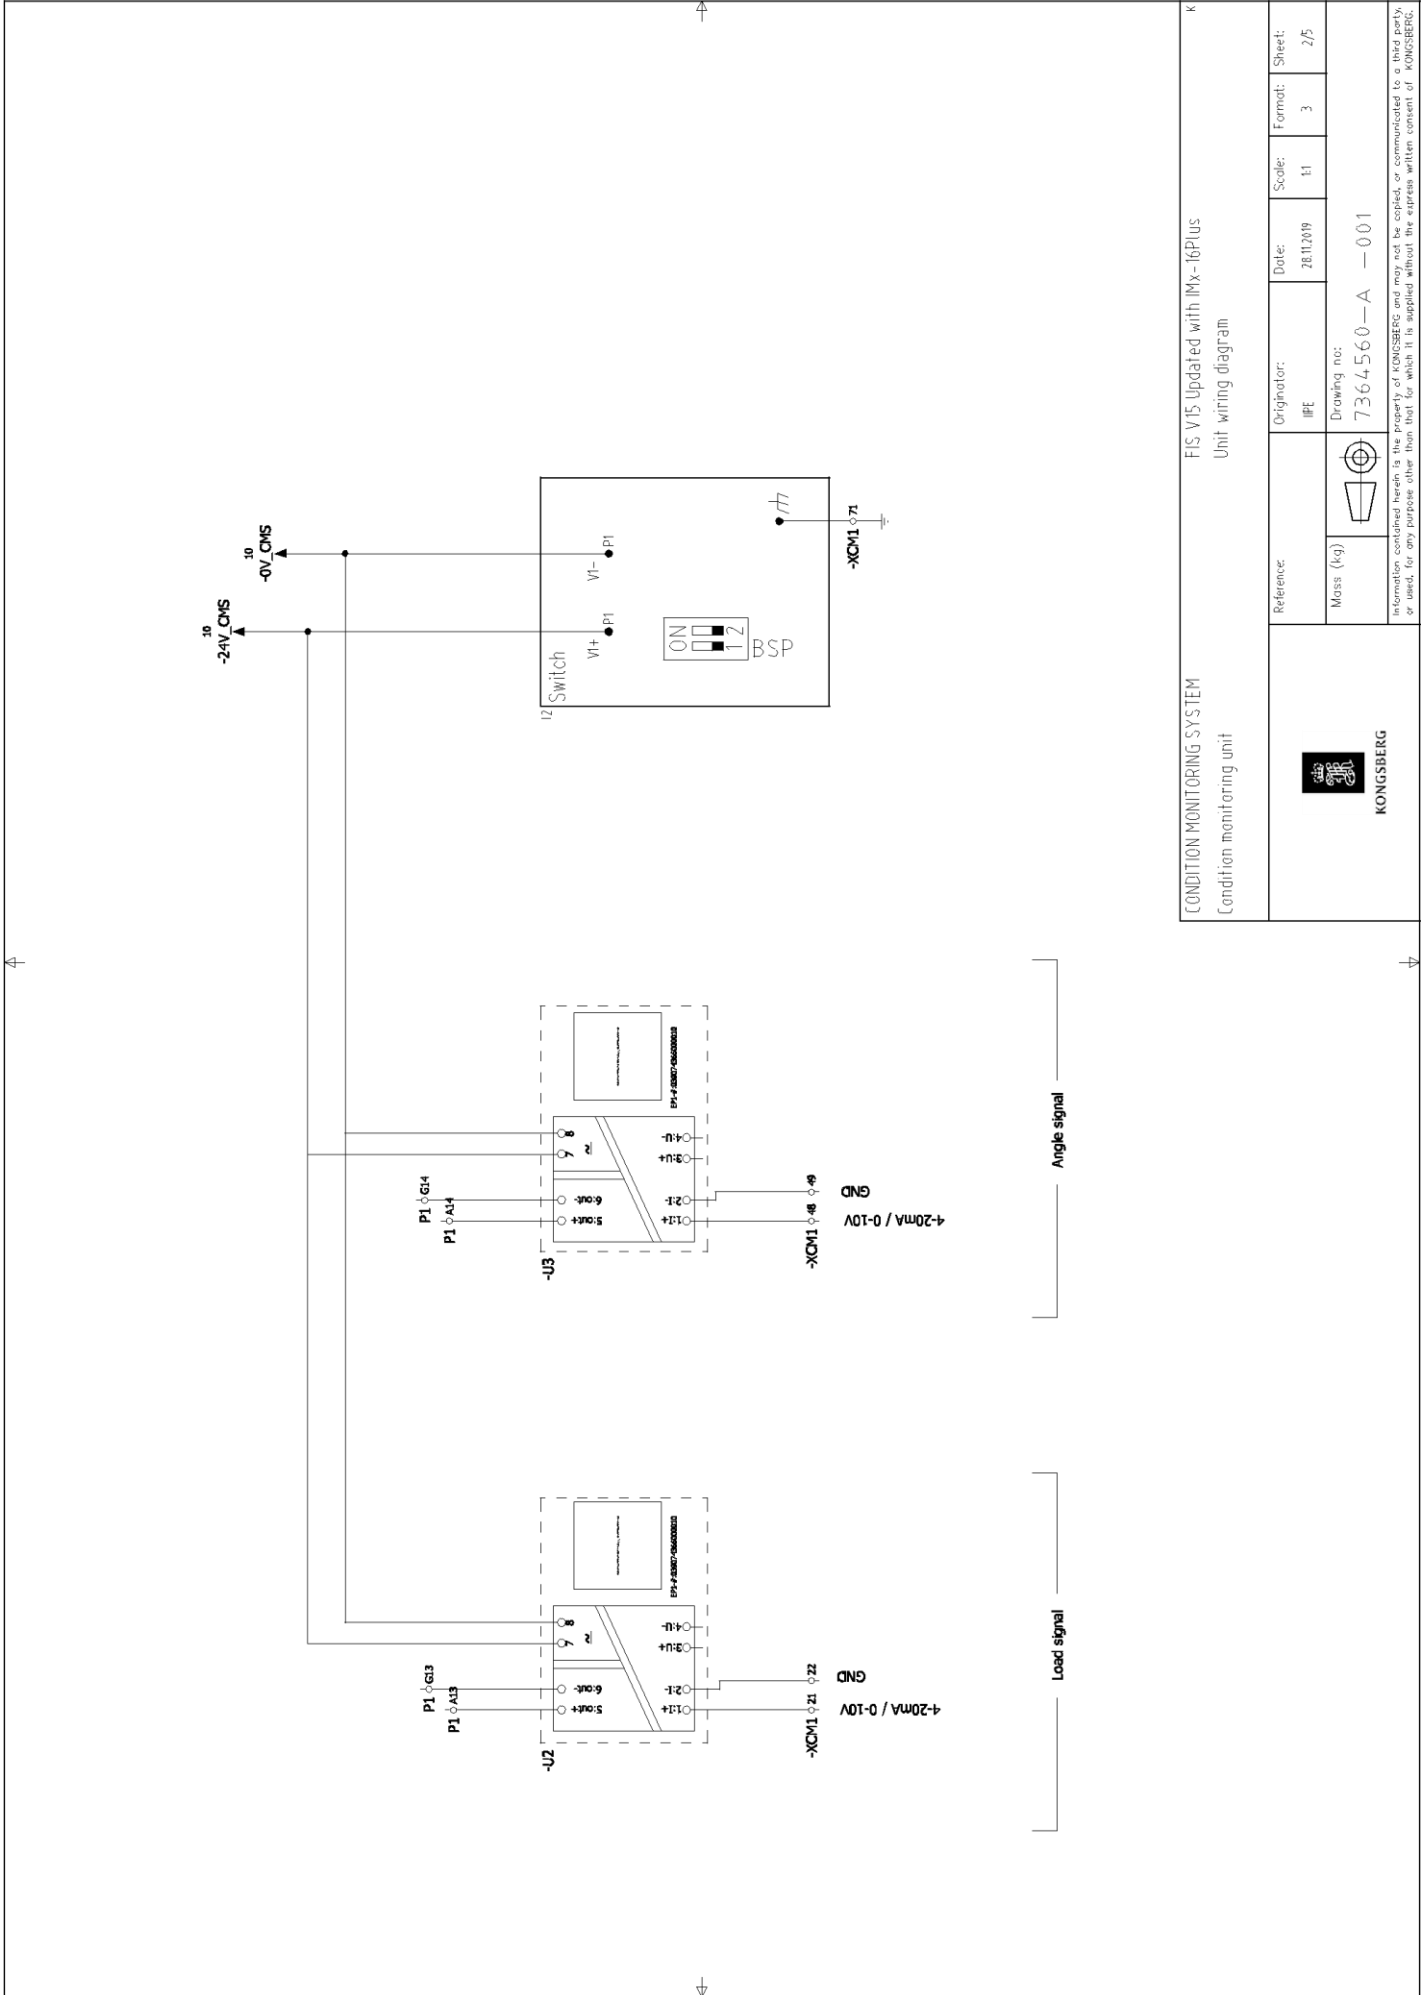 10
-24V_CMS
10
-0V_CMS
P1 G13
P1 A13
P1 G14
P1 A14
-U2
5:out+
6:out-
7
8
1:I+
2:I-
3:U+
4:U-
-U3
5:out+
6:out-
7
8
1:I+
2:I-
3:U+
4:U-
12
Switch
V1+
P1
V1-
P1
ON
1 2
BSP
-XCM1 21
22
4-20mA / 0-10V
GND
-XCM1 48
49
4-20mA / 0-10V
GND
-XCM1 71
Load signal
Angle signal
CONDITION MONITORING SYSTEM
Condition monitoring unit
FIS V15 Updated with IMx-16Plus
Unit wiring diagram
K
KONGSBERG
Reference:
Originator:
IIPE
Date:
28.11.2019
Scale:
1:1
Format:
3
Sheet:
2/5
Mass (kg)
Drawing no:
7364560-A -001
Information contained herein is the property of KONGSBERG and may not be copied, or communicated to a third party,
or used, for any purpose other than that for which it is supplied without the express written consent of KONGSBERG.